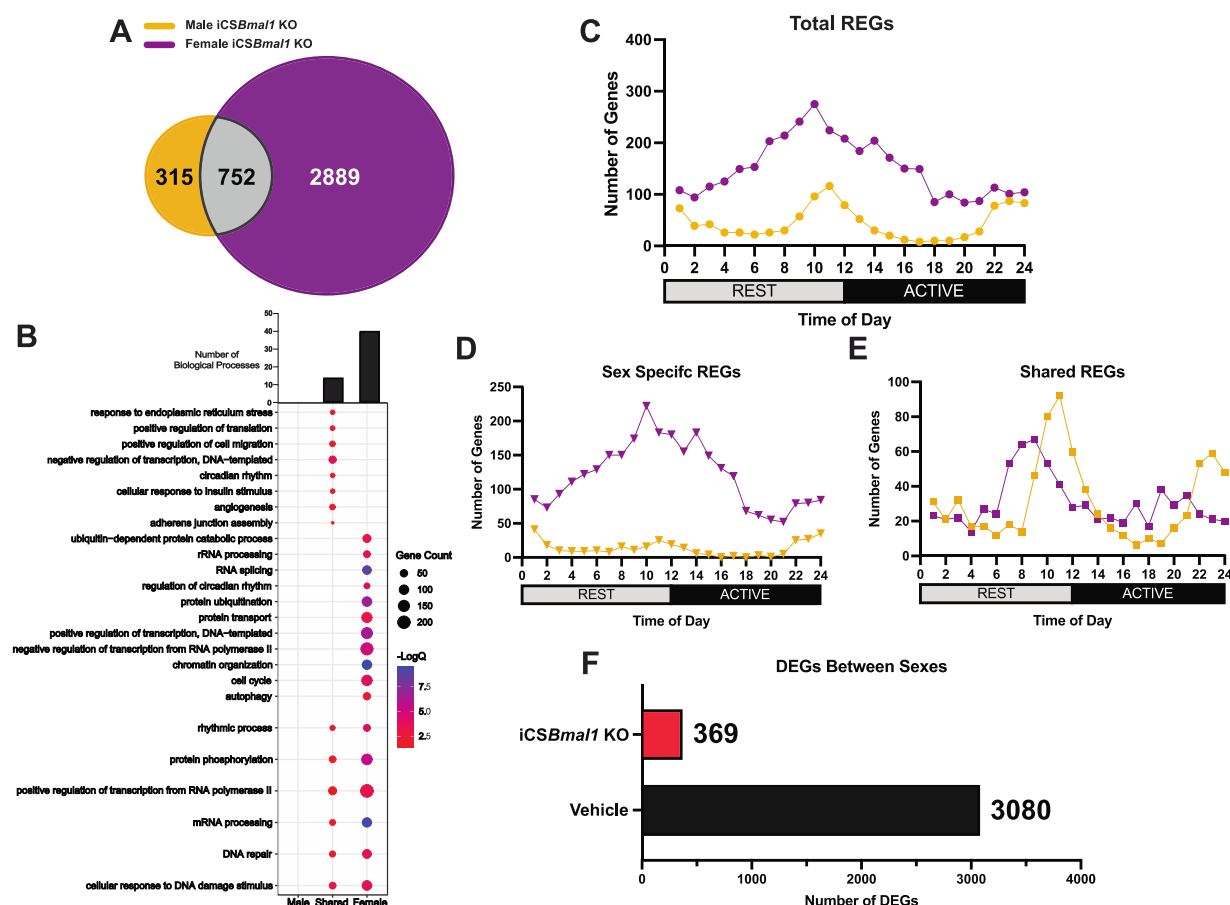 A
Male iCSBmal1 KO
Female iCSBmal1 KO
315
752
2889
B
Number of
Biological Processes
50
40
30
20
10
0
response to endoplasmic reticulum stress
positive regulation of translation
positive regulation of cell migration
negative regulation of transcription, DNA-templated
circadian rhythm
cellular response to insulin stimulus
angiogenesis
adherens junction assembly
ubiquitin-dependent protein catabolic process
rRNA processing
RNA splicing
regulation of circadian rhythm
protein ubiquitination
protein transport
positive regulation of transcription, DNA-templated
negative regulation of transcription from RNA polymerase II
chromatin organization
cell cycle
autophagy
rhythmic process
protein phosphorylation
positive regulation of transcription from RNA polymerase II
mRNA processing
DNA repair
cellular response to DNA damage stimulus
Male Shared Female
Gene Count
50
100
150
200
-LogQ
7.5
5.0
2.5
C
Total REGs
Number of Genes
400
300
200
100
0
0 2 4 6 8 10 12 14 16 18 20 22 24
REST ACTIVE
Time of Day
D
Sex Specifc REGs
Number of Genes
250
200
150
100
50
0
0 2 4 6 8 10 12 14 16 18 20 22 24
REST ACTIVE
Time of Day
E
Shared REGs
Number of Genes
100
80
60
40
20
0
0 2 4 6 8 10 12 14 16 18 20 22 24
REST ACTIVE
Time of Day
F
DEGs Between Sexes
iCSBmal1 KO
369
Vehicle
3080
0 1000 2000 3000 4000
Number of DEGs